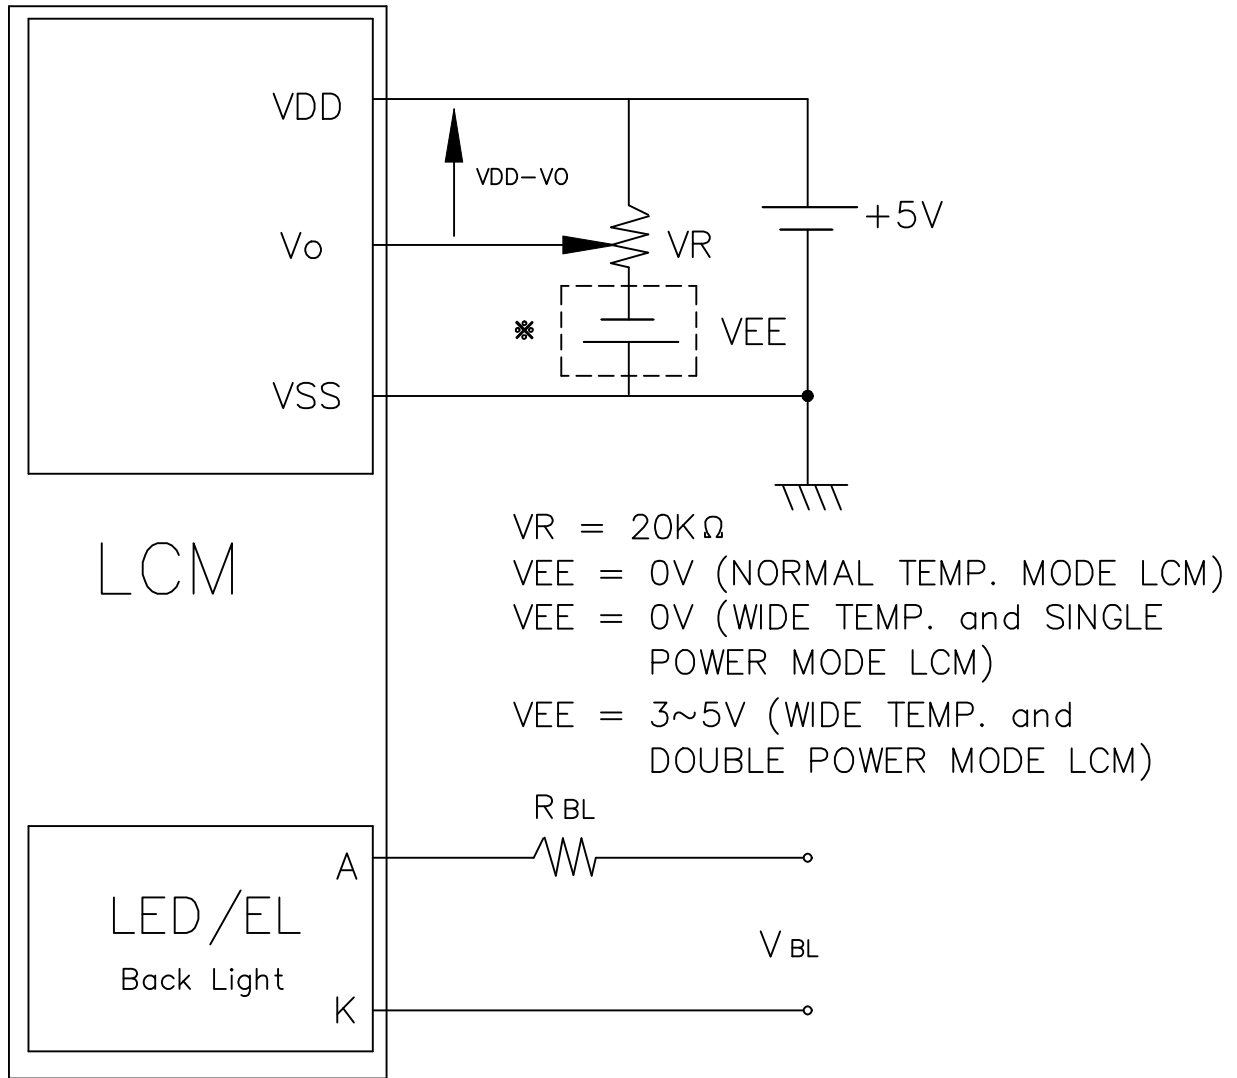 VDD
VDD-VO
+5V
Vo
VR
※
VEE
VSS
LCM
VR = 20KΩ
VEE = 0V (NORMAL TEMP. MODE LCM)
VEE = 0V (WIDE TEMP. and SINGLE
POWER MODE LCM)
VEE = 3~5V (WIDE TEMP. and
DOUBLE POWER MODE LCM)
R BL
A
LED/EL
Back Light
V BL
K